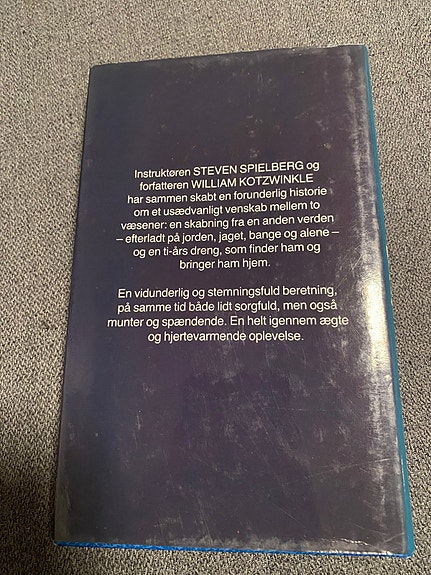 Instruktøren STEVEN SPIELBERG og
forfatteren WILLIAM KOTZWINKLE
har sammen skabt en forunderlig historie
om et usædvanligt venskab mellem to
væsener: en skabning fra en anden verden
– efterladt på jorden, jaget, bange og alene –
og en ti-års dreng, som finder ham og
bringer ham hjem.
En vidunderlig og stemningsfuld beretning,
på samme tid både lidt sorgfuld, men også
munter og spændende. En helt igennem ægte
og hjertevarmende oplevelse.